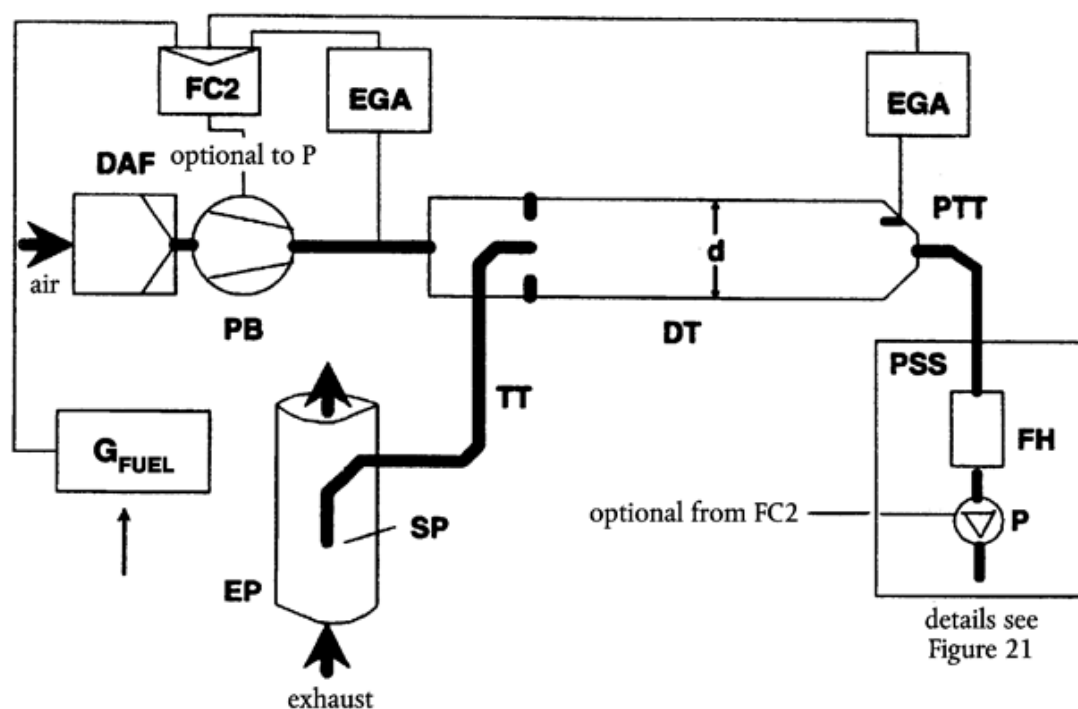 FC2
EGA
EGA
DAF
optional to P
PTT
air
d
PB
DT
PSS
TT
FH
GFUEL
optional from FC2
P
SP
EP
details see
Figure 21
exhaust